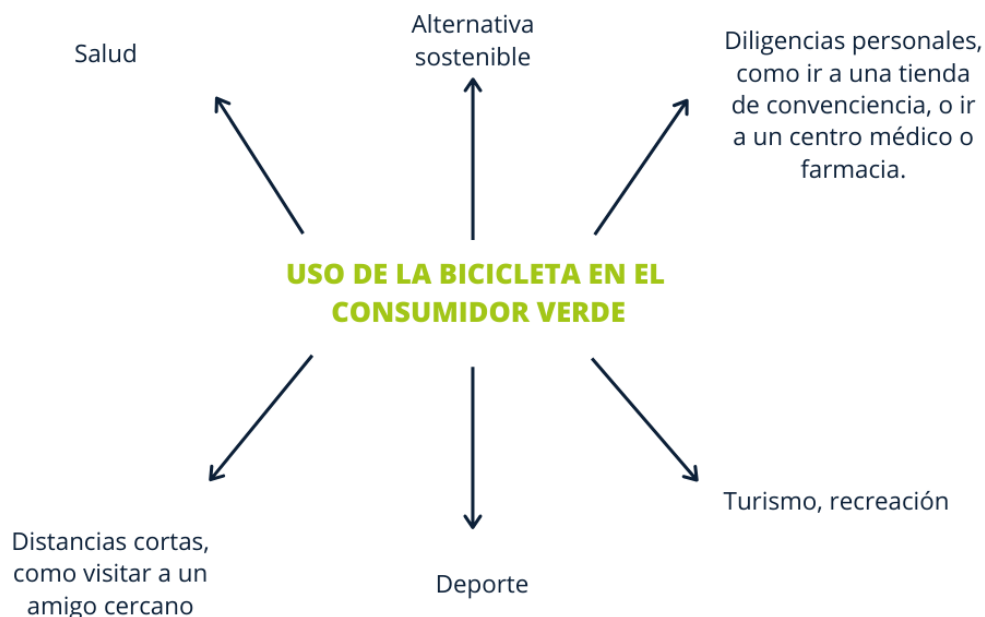 Salud
Alternativa
sostenible
Diligencias personales,
como ir a una tienda
de convenciencia, o ir
a un centro médico o
farmacia.
USO DE LA BICICLETA EN EL
CONSUMIDOR VERDE
Distancias cortas,
como visitar a un
amigo cercano
Deporte
Turismo, recreación